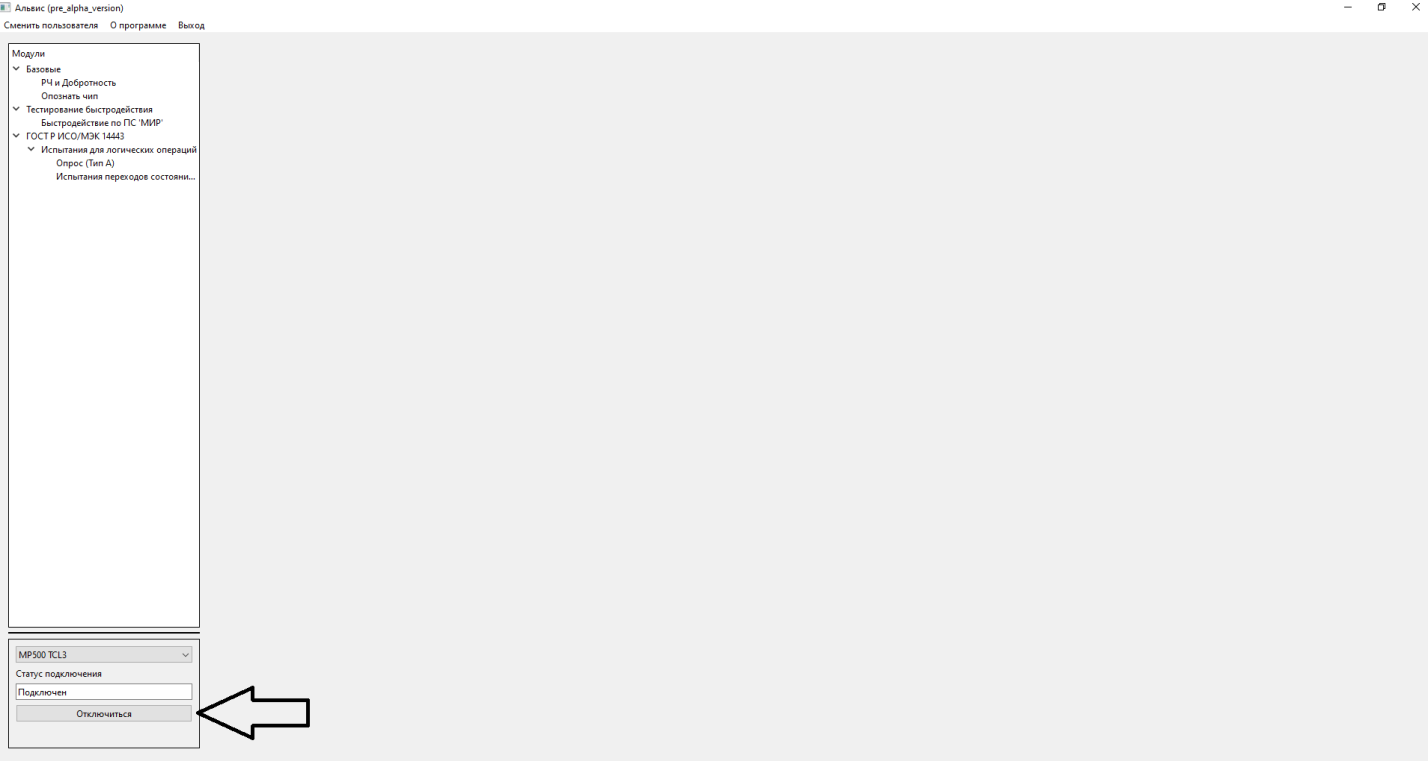 Альвис (pre_alpha_version)
Сменить пользователя О программе Выход
Модули
Базовые
РЧ и Добротность
Опознать чип
Тестирование быстродействия
Быстродействие по ПС 'МИР'
ГОСТ Р ИСО/МЭК 14443
Испытания для логических операций
Опрос (Тип А)
Испытания переходов состояни...
MP500 TCL3
Статус подключения
Подключен
Отключиться